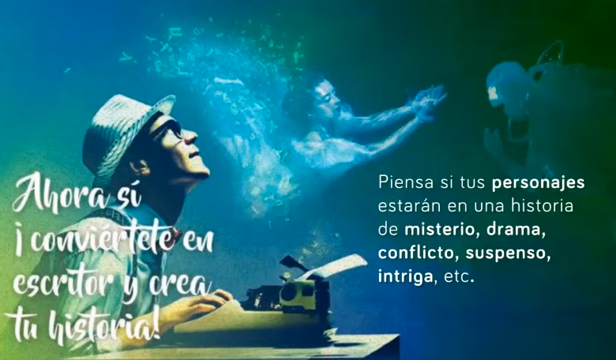 Ahora sí
¡conviértete en
escritor y crea
tu historia!
Piensa si tus personajes
estarán en una historia
de misterio, drama,
conflicto, suspenso,
intriga, etc.